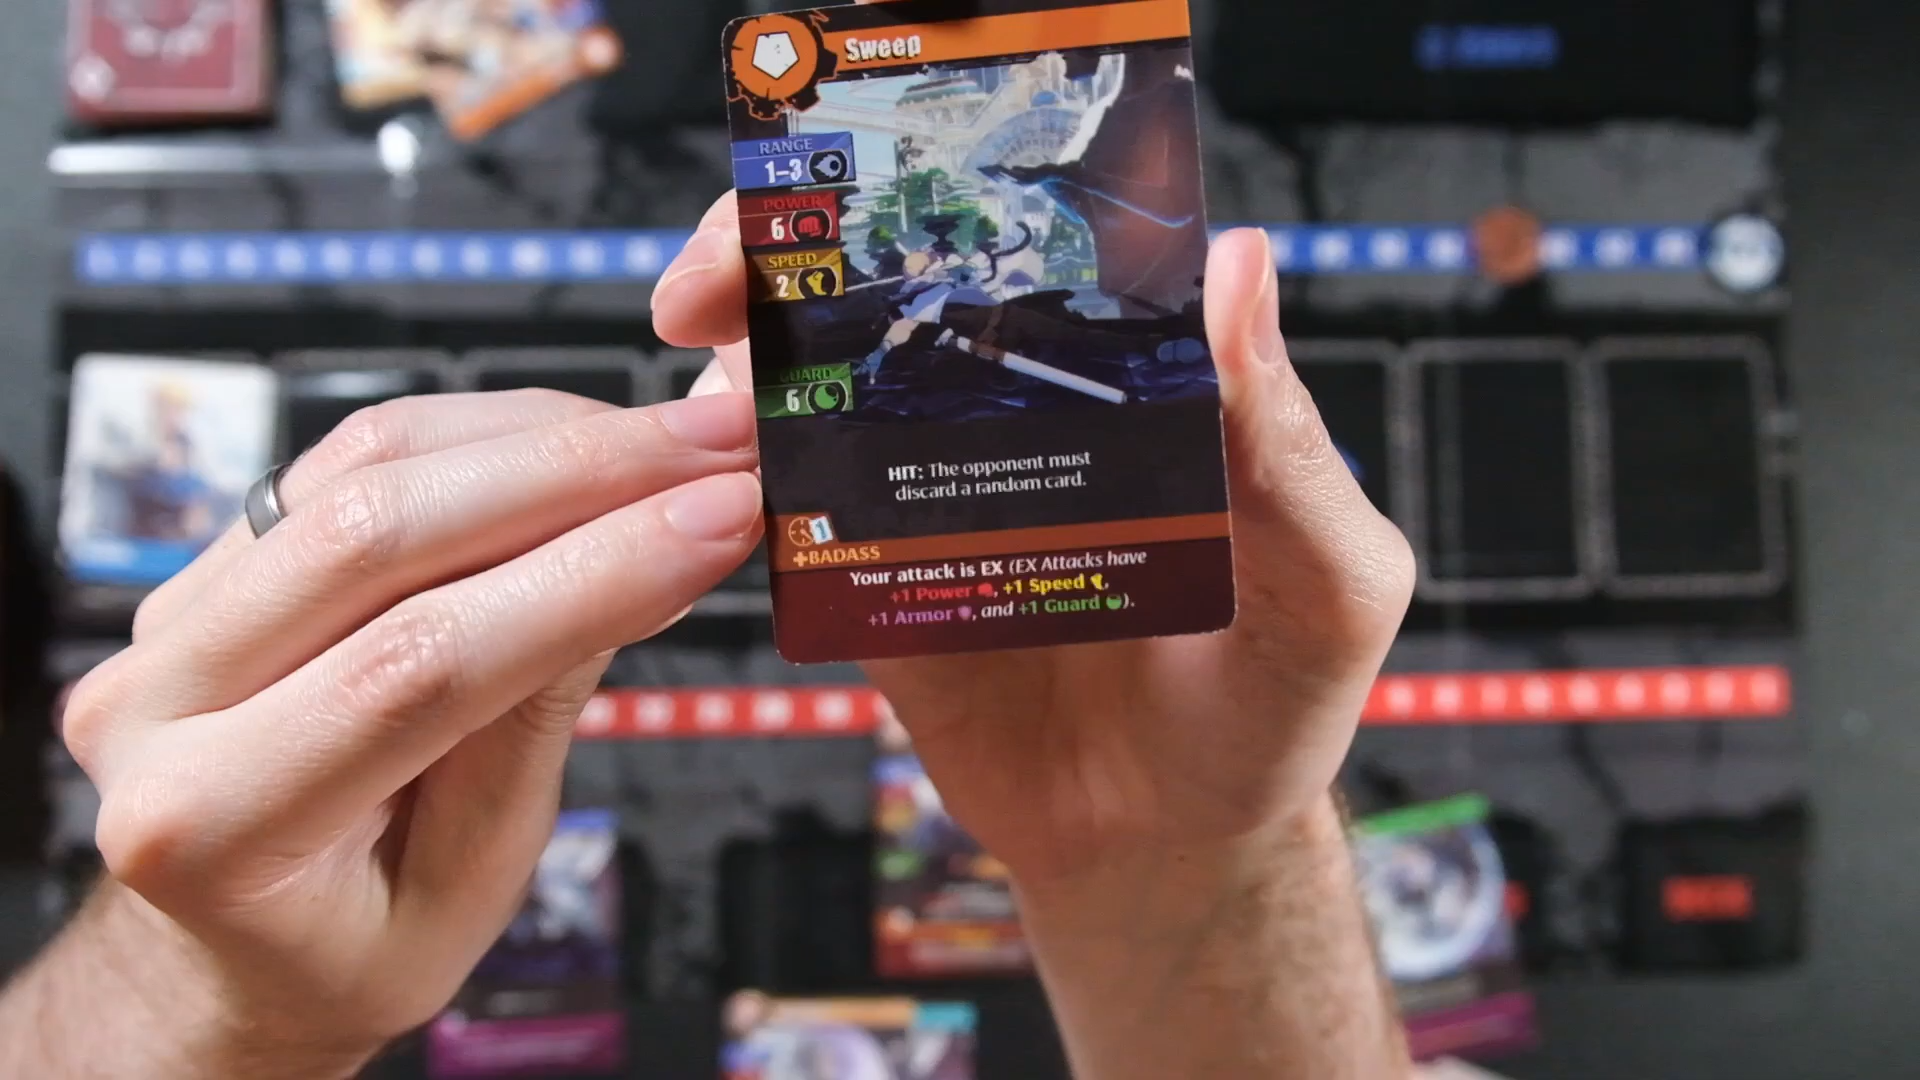 Sweep
RANGE
1–3
POWER
6
SPEED
2
GUARD
6
HIT: The opponent must
discard a random card.
1
+BADASS
Your attack is EX (EX Attacks have
+1 Power, +1 Speed,
+1 Armor, and +1 Guard).